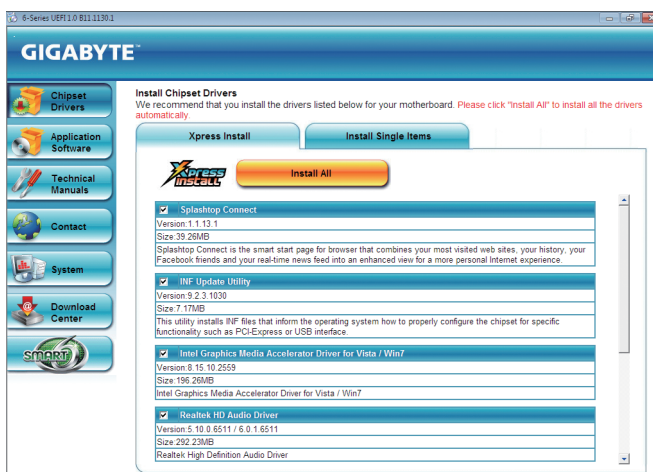 6-Series UEFI 1.0 B11.1130.1
GIGABYTE™
Chipset
Drivers
Application
Software
Technical
Manuals
Contact
System
Download
Center
SMART
Install Chipset Drivers
We recommend that you install the drivers listed below for your motherboard. Please click "Install All" to install all the drivers
automatically.
Xpress Install
Install Single Items
Xpress
Install
Install All
Splashtop Connect
Version:1.1.13.1
Size:39.26MB
Splashtop Connect is the smart start page for browser that combines your most visited web sites, your history, your
Facebook friends and your real-time news feed into an enhanced view for a more personal Internet experience.
INF Update Utility
Version:9.2.3.1030
Size:7.17MB
This utility installs INF files that inform the operating system how to properly configure the chipset for specific
functionality such as PCI-Express or USB interface.
Intel Graphics Media Accelerator Driver for Vista / Win7
Version:8.15.10.2559
Size:196.26MB
Intel Graphics Media Accelerator Driver for Vista / Win7
Realtek HD Audio Driver
Version:5.10.0.6511 / 6.0.1.6511
Size:292.23MB
Realtek High Definition Audio Driver